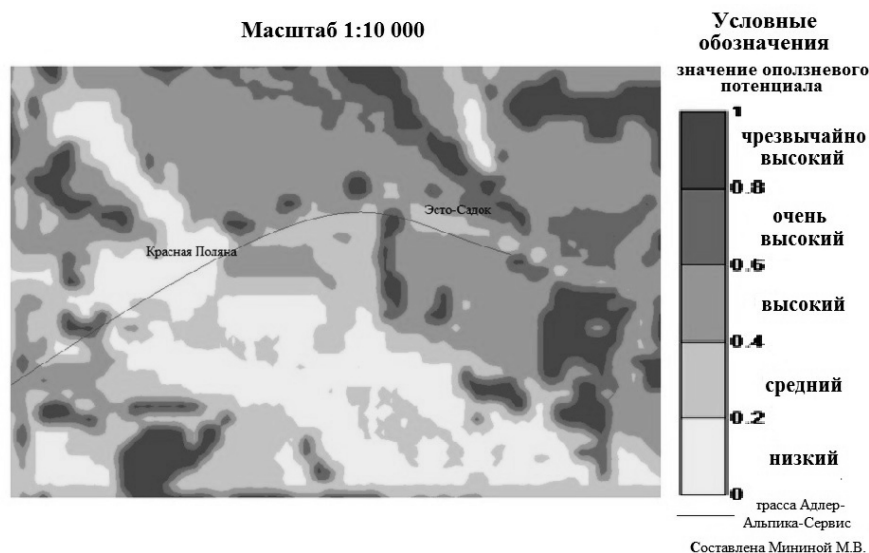 Масштаб 1:10 000
Условные
обозначения
значение оползневого
потенциала
1
чрезвычайно
высокий
0.8
очень
высокий
0.6
высокий
0.4
средний
0.2
низкий
0
трасса Адлер-
Альпика-Сервис
Составлена Мининой М.В.
Эсто-Садок
Красная Поляна